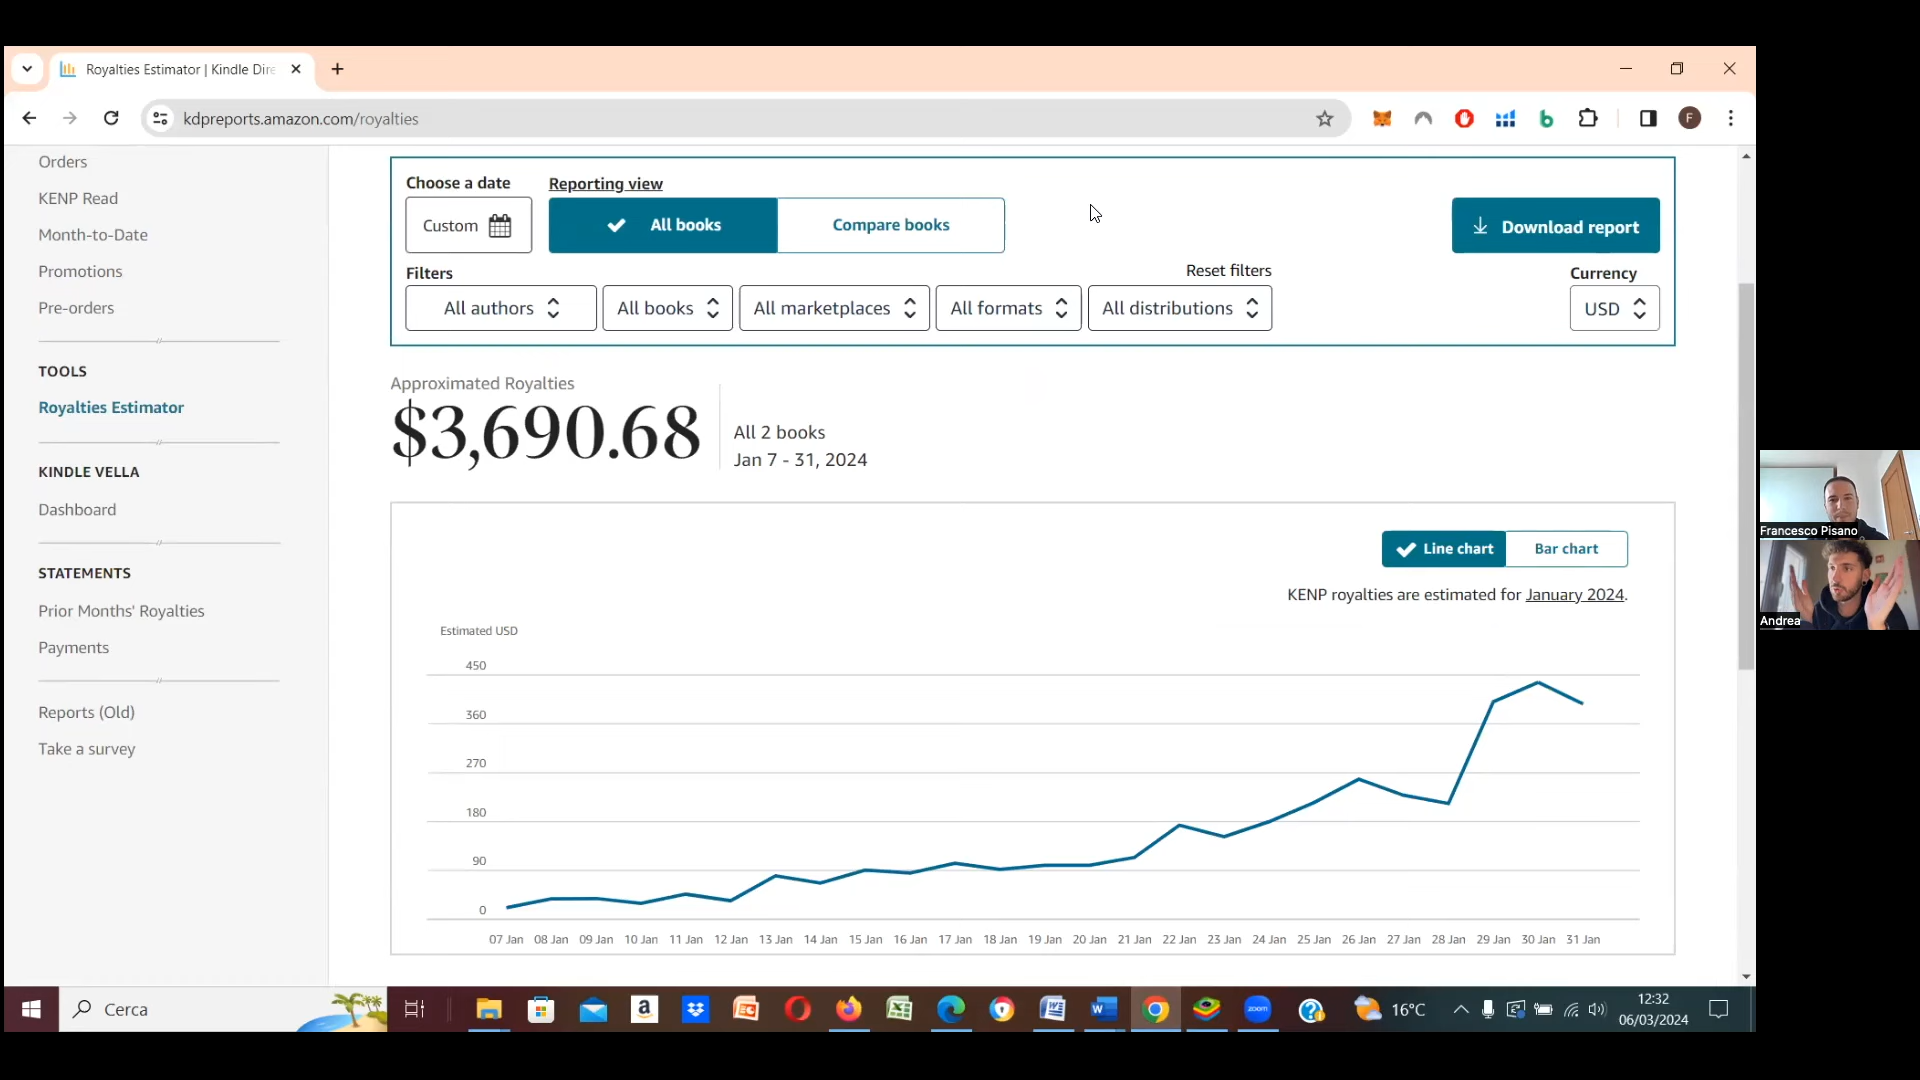 Royalties Estimator | Kindle Dire
kdpreports.amazon.com/royalties
F
Orders
KENP Read
Month-to-Date
Promotions
Pre-orders
TOOLS
Royalties Estimator
KINDLE VELLA
Dashboard
STATEMENTS
Prior Months' Royalties
Payments
Reports (Old)
Take a survey
Choose a date
Reporting view
Custom
All books
Compare books
Download report
Filters
Reset filters
Currency
All authors
All books
All marketplaces
All formats
All distributions
USD
Approximated Royalties
$3,690.68
All 2 books
Jan 7 - 31, 2024
Line chart
Bar chart
KENP royalties are estimated for January 2024.
Estimated USD
450
360
270
180
90
0
07 Jan 08 Jan 09 Jan 10 Jan 11 Jan 12 Jan 13 Jan 14 Jan 15 Jan 16 Jan 17 Jan 18 Jan 19 Jan 20 Jan 21 Jan 22 Jan 23 Jan 24 Jan 25 Jan 26 Jan 27 Jan 28 Jan 29 Jan 30 Jan 31 Jan
Francesco Pisano
Andrea
Cerca
zoom
16°C
12:32
06/03/2024